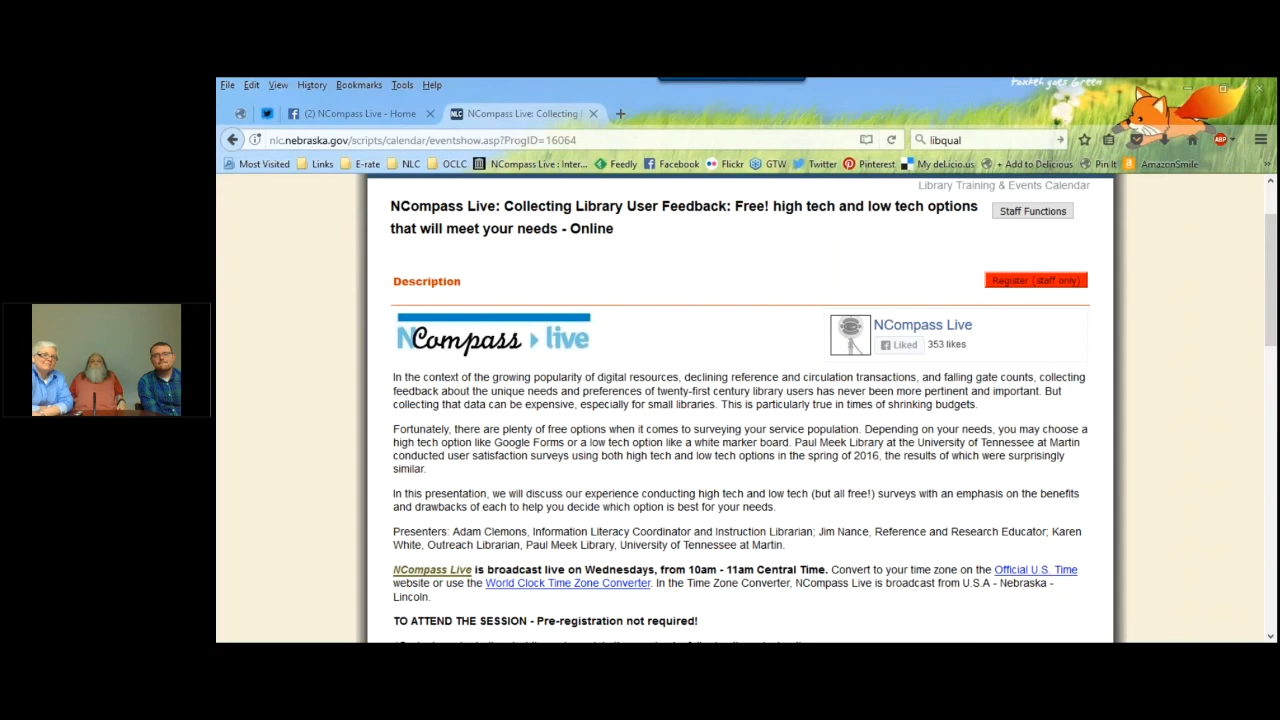 Foxkeh goes Green
File Edit View History Bookmarks Tools Help
(2) NCompass Live - Home
NLC NCompass Live: Collecting
nlc.nebraska.gov/scripts/calendar/eventshow.asp?ProgID=16064
libqual
ABP
Most Visited Links E-rate NLC OCLC NCompass Live : Inter... Feedly Facebook Flickr GTW Twitter Pinterest My del.icio.us + Add to Delicious Pin It AmazonSmile
Library Training & Events Calendar
NCompass Live: Collecting Library User Feedback: Free! high tech and low tech options
that will meet your needs - Online
Staff Functions
Description
Register (staff only)
NCompass live
NCompass Live
Liked 353 likes
In the context of the growing popularity of digital resources, declining reference and circulation transactions, and falling gate counts, collecting
feedback about the unique needs and preferences of twenty-first century library users has never been more pertinent and important. But
collecting that data can be expensive, especially for small libraries. This is particularly true in times of shrinking budgets.
Fortunately, there are plenty of free options when it comes to surveying your service population. Depending on your needs, you may choose a
high tech option like Google Forms or a low tech option like a white marker board. Paul Meek Library at the University of Tennessee at Martin
conducted user satisfaction surveys using both high tech and low tech options in the spring of 2016, the results of which were surprisingly
similar.
In this presentation, we will discuss our experience conducting high tech and low tech (but all free!) surveys with an emphasis on the benefits
and drawbacks of each to help you decide which option is best for your needs.
Presenters: Adam Clemons, Information Literacy Coordinator and Instruction Librarian; Jim Nance, Reference and Research Educator; Karen
White, Outreach Librarian, Paul Meek Library, University of Tennessee at Martin.
NCompass Live is broadcast live on Wednesdays, from 10am - 11am Central Time. Convert to your time zone on the Official U.S. Time
website or use the World Clock Time Zone Converter. In the Time Zone Converter, NCompass Live is broadcast from U.S.A - Nebraska -
Lincoln.
TO ATTEND THE SESSION - Pre-registration not required!